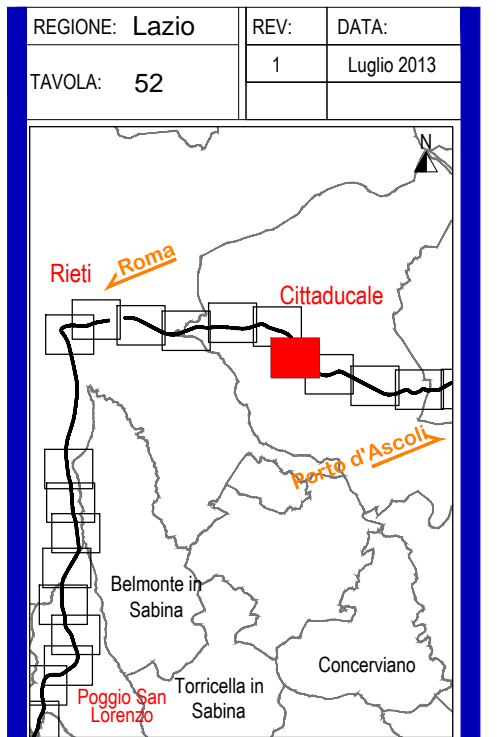 REGIONE: Lazio
REV:
DATA:
TAVOLA: 52
1
Luglio 2013
N
Roma
Rieti
Cittaducale
Porto d'Ascoli
Belmonte in
Sabina
Concerviano
Poggio San
Lorenzo
Torricella in
Sabina